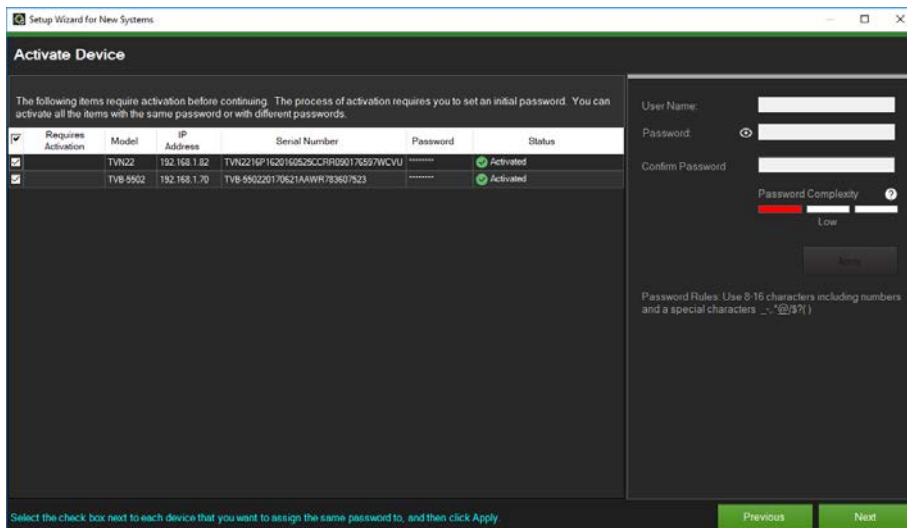 Setup Wizard for New Systems
Activate Device
The following items require activation before continuing. The process of activation requires you to set an initial password. You can
activate all the items with the same password or with different passwords.
Requires Activation Model IP Address Serial Number Password Status
TVN22 192.168.1.82 TVN2216P1620160525CCRR090176597WCVU ******** Activated
TVB-5502 192.168.1.70 TVB-550220170621AAWR783607523 ********* Activated
User Name:
Password:
Confirm Password
Password Complexity ?
Low
Apply
Password Rules: Use 8-16 characters including numbers
and a special characters _-,.*@/$?( )
Select the check box next to each device that you want to assign the same password to, and then click Apply.
Previous Next